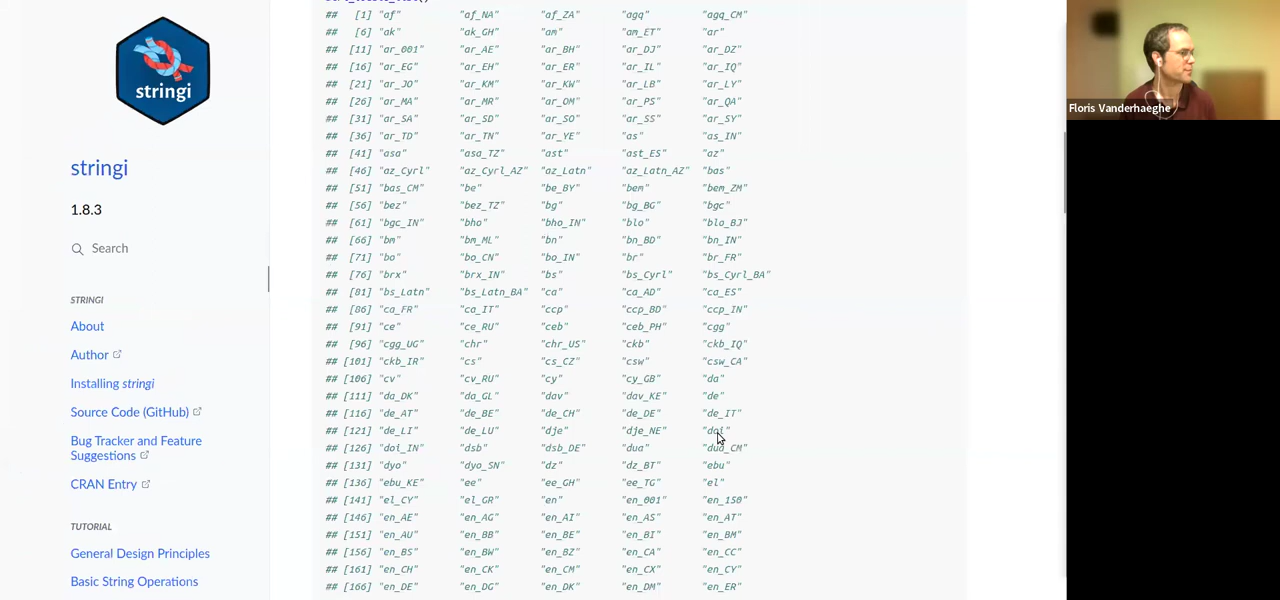 stringi
stringi
1.8.3
Search
STRINGI
About
Author
Installing stringi
Source Code (GitHub)
Bug Tracker and Feature
Suggestions
CRAN Entry
TUTORIAL
General Design Principles
Basic String Operations
## [1] "af" "af_NA" "af_ZA" "agq" "agq_CM"
## [6] "ak" "ak_GH" "am" "am_ET" "ar"
## [11] "ar_001" "ar_AE" "ar_BH" "ar_DJ" "ar_DZ"
## [16] "ar_EG" "ar_EH" "ar_ER" "ar_IL" "ar_IQ"
## [21] "ar_JO" "ar_KM" "ar_KW" "ar_LB" "ar_LY"
## [26] "ar_MA" "ar_MR" "ar_OM" "ar_PS" "ar_QA"
## [31] "ar_SA" "ar_SD" "ar_SO" "ar_SS" "ar_SY"
## [36] "ar_TD" "ar_TN" "ar_YE" "as" "as_IN"
## [41] "asa" "asa_TZ" "ast" "ast_ES" "az"
## [46] "az_Cyrl" "az_Cyrl_AZ" "az_Latn" "az_Latn_AZ" "bas"
## [51] "bas_CM" "be" "be_BY" "bem" "bem_ZM"
## [56] "bez" "bez_TZ" "bg" "bg_BG" "bgc"
## [61] "bgc_IN" "bho" "bho_IN" "blo" "blo_BJ"
## [66] "bm" "bm_ML" "bn" "bn_BD" "bn_IN"
## [71] "bo" "bo_CN" "bo_IN" "br" "br_FR"
## [76] "brx" "brx_IN" "bs" "bs_Cyrl" "bs_Cyrl_BA"
## [81] "bs_Latn" "bs_Latn_BA" "ca" "ca_AD" "ca_ES"
## [86] "ca_FR" "ca_IT" "ccp" "ccp_BD" "ccp_IN"
## [91] "ce" "ce_RU" "ceb" "ceb_PH" "cgg"
## [96] "cgg_UG" "chr" "chr_US" "ckb" "ckb_IQ"
## [101] "ckb_IR" "cs" "cs_CZ" "csw" "csw_CA"
## [106] "cv" "cv_RU" "cy" "cy_GB" "da"
## [111] "da_DK" "da_GL" "dav" "dav_KE" "de"
## [116] "de_AT" "de_BE" "de_CH" "de_DE" "de_IT"
## [121] "de_LI" "de_LU" "dje" "dje_NE" "doi"
## [126] "doi_IN" "dsb" "dsb_DE" "dua" "dua_CM"
## [131] "dyo" "dyo_SN" "dz" "dz_BT" "ebu"
## [136] "ebu_KE" "ee" "ee_GH" "ee_TG" "el"
## [141] "el_CY" "el_GR" "en" "en_001" "en_150"
## [146] "en_AE" "en_AG" "en_AI" "en_AS" "en_AT"
## [151] "en_AU" "en_BB" "en_BE" "en_BI" "en_BM"
## [156] "en_BS" "en_BW" "en_BZ" "en_CA" "en_CC"
## [161] "en_CH" "en_CK" "en_CM" "en_CX" "en_CY"
## [166] "en_DE" "en_DG" "en_DK" "en_DM" "en_ER"
Floris Vanderhaeghe